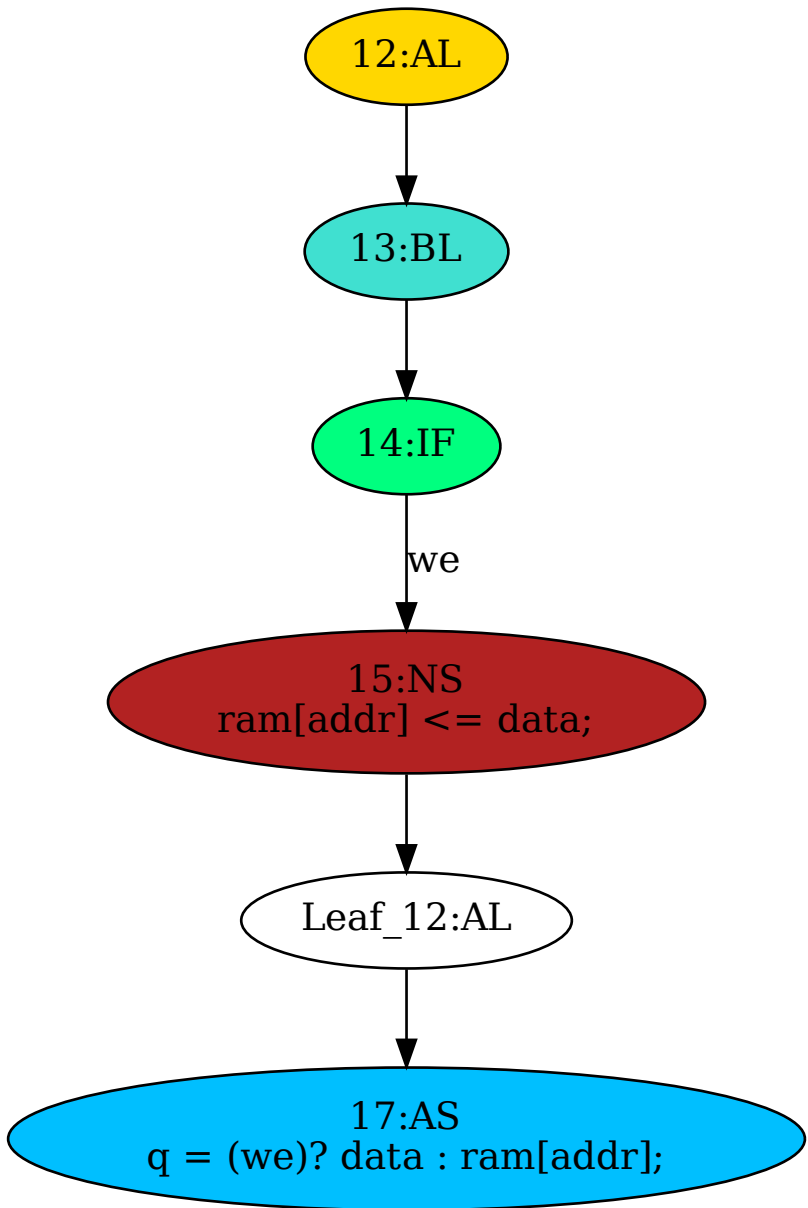 12:AL
13:BL
14:IF
we
15:NS
ram[addr] <= data;
Leaf_12:AL
17:AS
q = (we)? data : ram[addr];